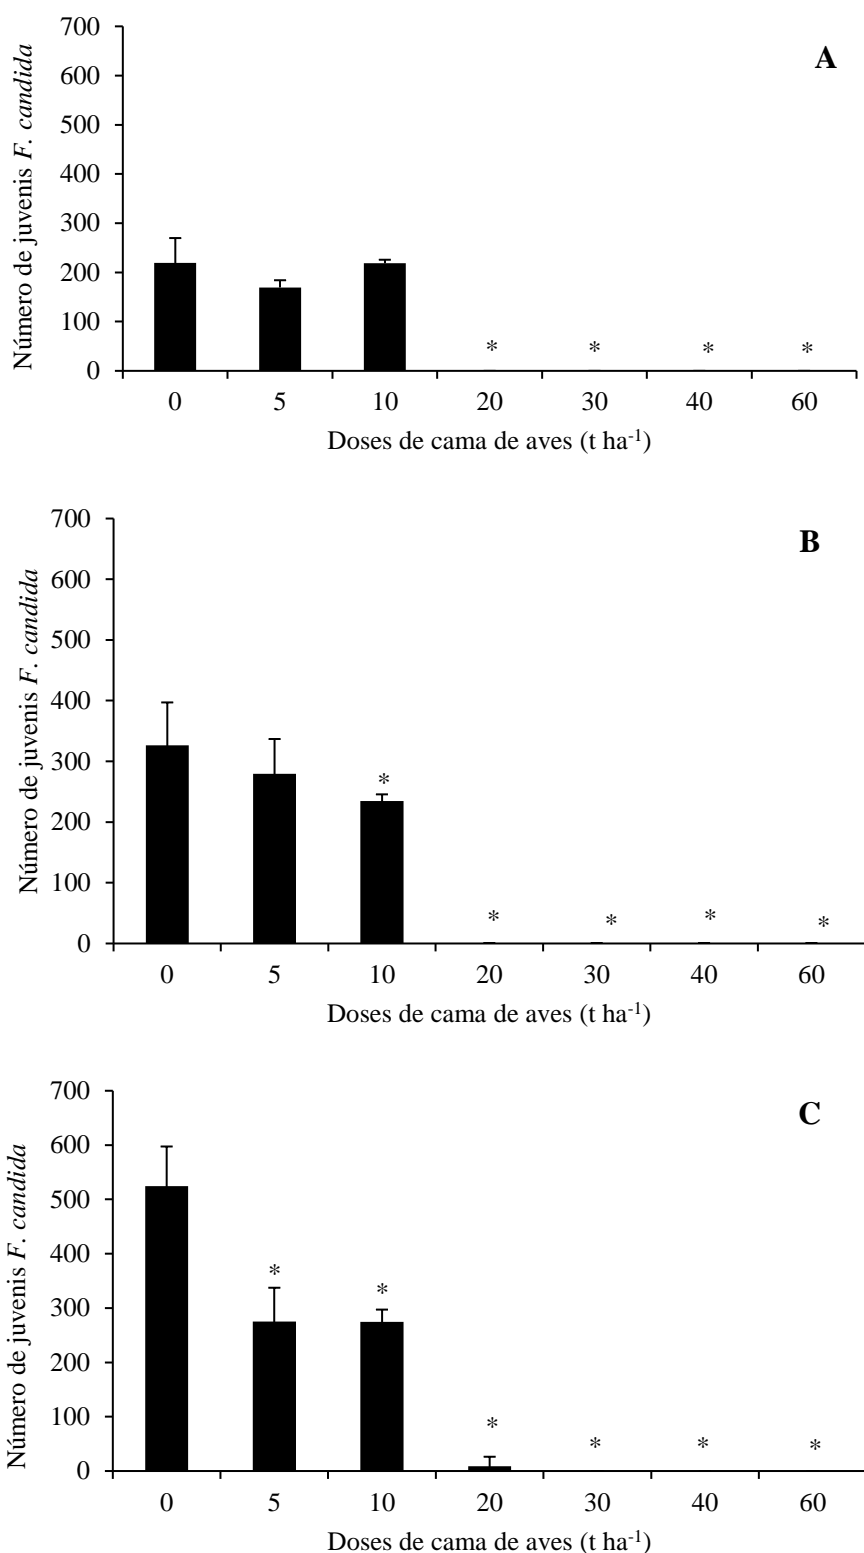 A
Número de juvenis F. candida
700
600
500
400
300
200
100
0
* * * *
0 5 10 20 30 40 60
Doses de cama de aves (t ha-1)
B
Número de juvenis F. candida
700
600
500
400
300
200
100
0
*
* * * *
0 5 10 20 30 40 60
Doses de cama de aves (t ha-1)
C
Número de juvenis F. candida
700
600
500
400
300
200
100
0
* *
* * * *
0 5 10 20 30 40 60
Doses de cama de aves (t ha-1)